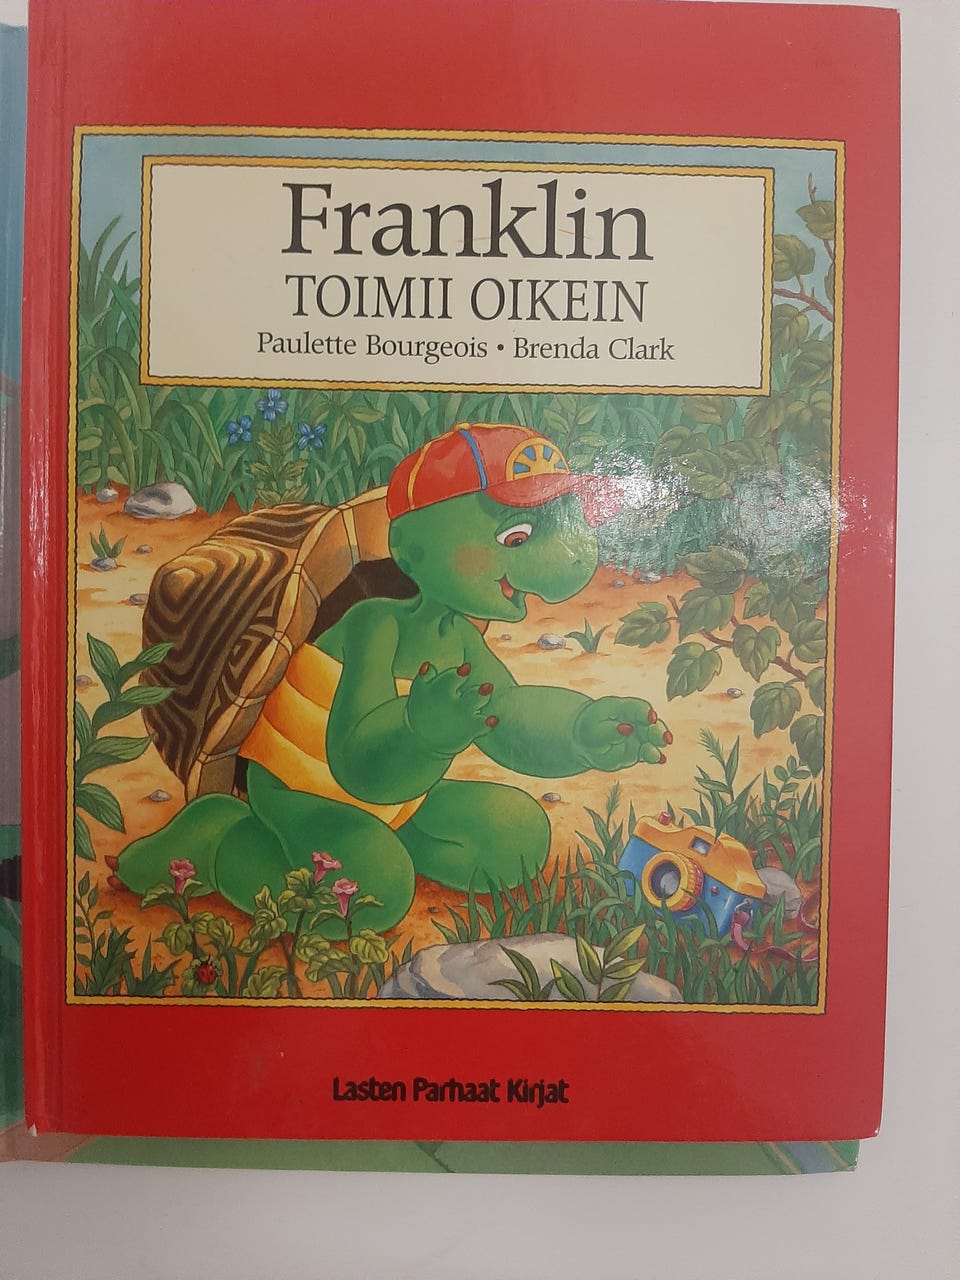 Franklin
TOIMII OIKEIN
Paulette Bourgeois • Brenda Clark
Lasten Parhaat Kirjat